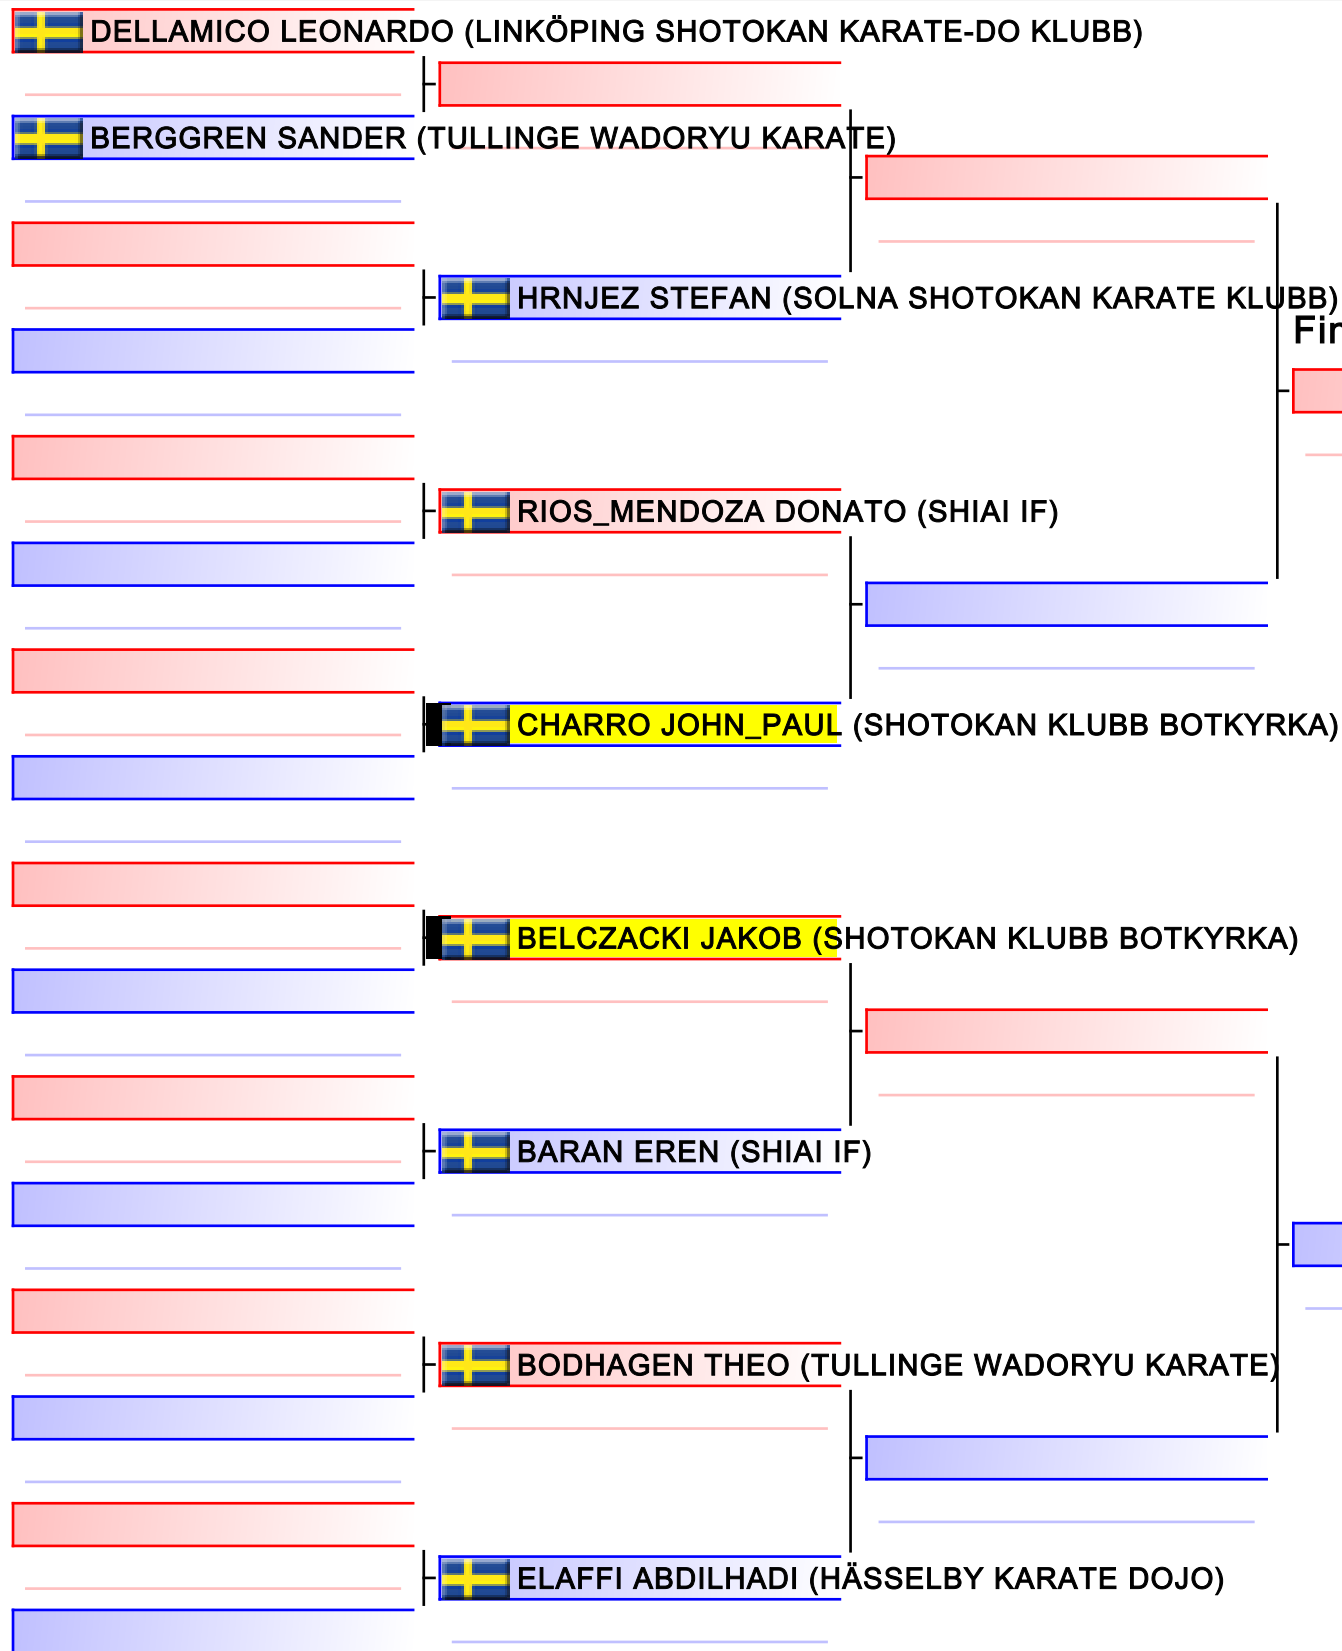 DELLAMICO LEONARDO (LINKÖPING SHOTOKAN KARATE-DO KLUBB)
BERGGREN SANDER (TULLINGE WADORYU KARATE)
HRNJEZ STEFAN (SOLNA SHOTOKAN KARATE KLUBB)
RIOS_MENDOZA DONATO (SHIAI IF)
CHARRO JOHN_PAUL (SHOTOKAN KLUBB BOTKYRKA)
BELCZACKI JAKOB (SHOTOKAN KLUBB BOTKYRKA)
BARAN EREN (SHIAI IF)
BODHAGEN THEO (TULLINGE WADORYU KARATE)
ELAFFI ABDILHADI (HÄSSELBY KARATE DOJO)